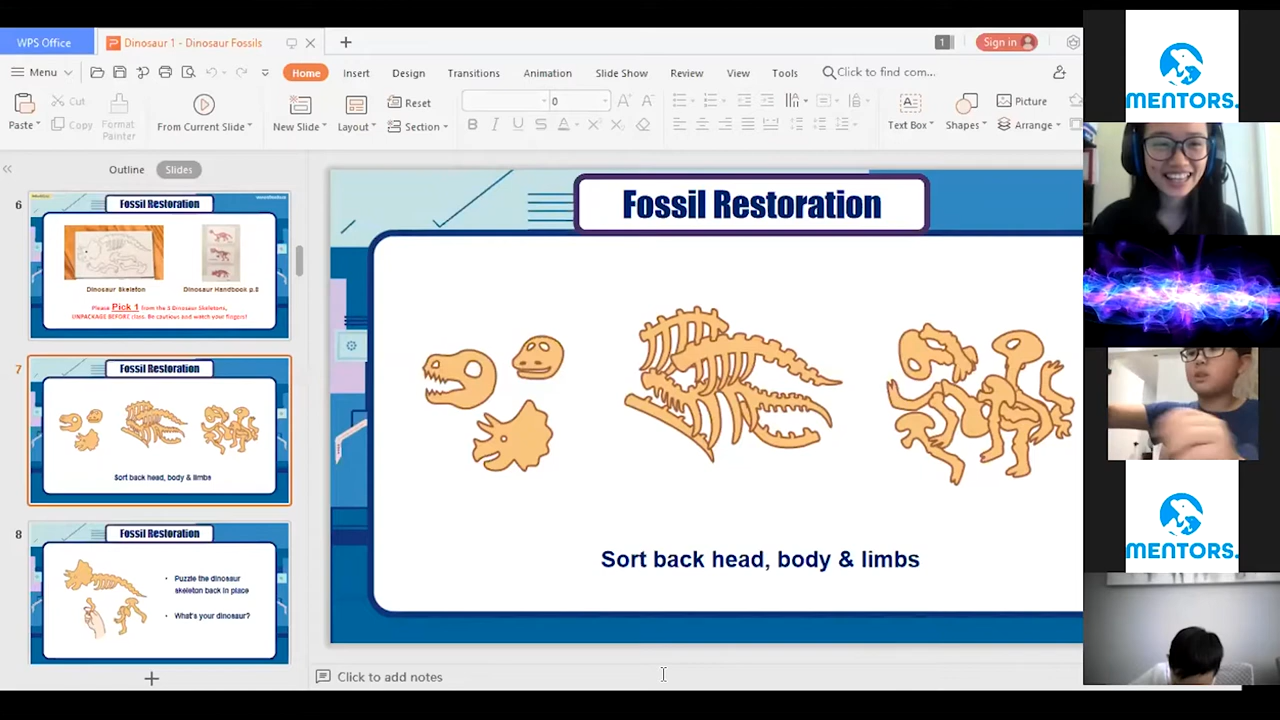 WPS Office
Dinosaur 1 - Dinosaur Fossils
1
Sign in
Menu
Home
Insert
Design
Transitions
Animation
Slide Show
Review
View
Tools
Click to find com...
Paste
Cut
Copy
Format
Painter
From Current Slide
New Slide
Layout
Reset
Section
0
B I U S A
Text Box
Shapes
Picture
Arrange
Outline
Slides
6
Fossil Restoration
Dinosaur Skeleton
Dinosaur Handbook p.8
Please Pick 1 from the 3 Dinosaur Skeletons,
UNPACKAGE BEFORE class. Be cautious and watch your fingers!
7
Fossil Restoration
Sort back head, body & limbs
8
Fossil Restoration
• Puzzle the dinosaur
skeleton back in place
• What's your dinosaur?
Fossil Restoration
Sort back head, body & limbs
Click to add notes
MENTORS.
MENTORS.